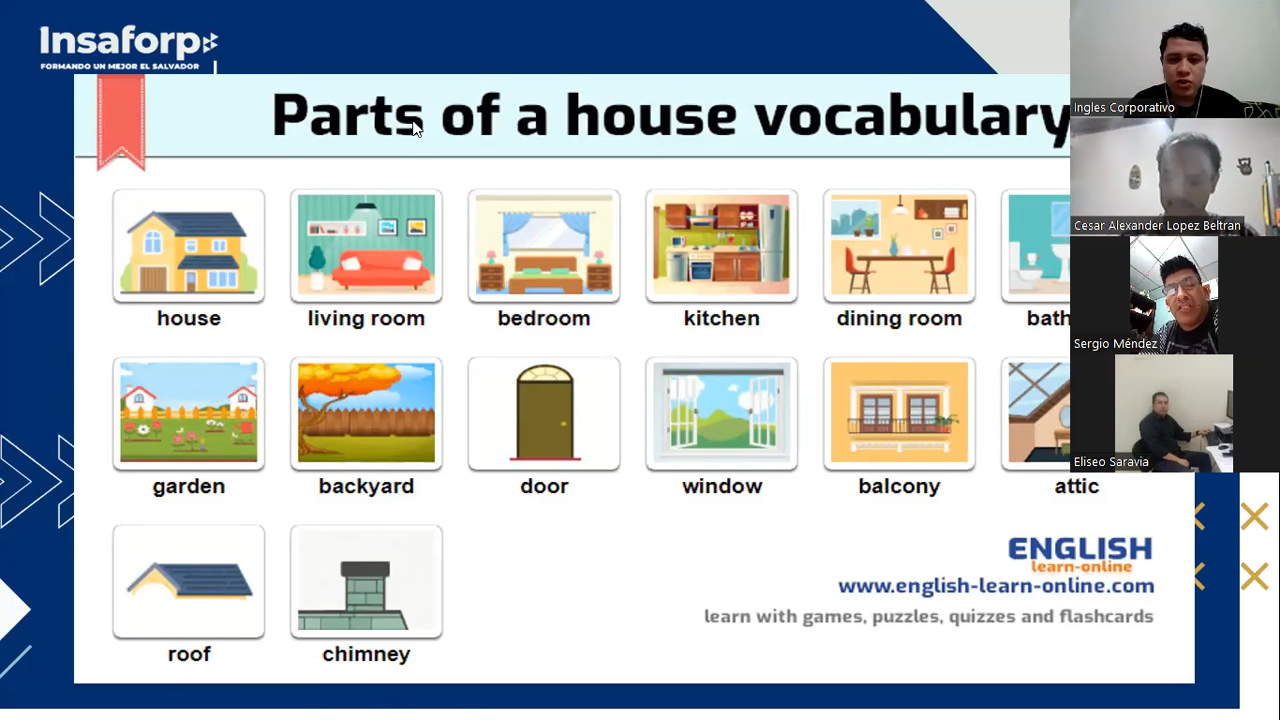 Insaforp
FORMANDO UN MEJOR EL SALVADOR
Parts of a house vocabulary
house
living room
bedroom
kitchen
dining room
bath
garden
backyard
door
window
balcony
attic
roof
chimney
ENGLISH
learn-online
www.english-learn-online.com
learn with games, puzzles, quizzes and flashcards
Ingles Corporativo
Cesar Alexander Lopez Beltran
Sergio Méndez
Eliseo Saravia